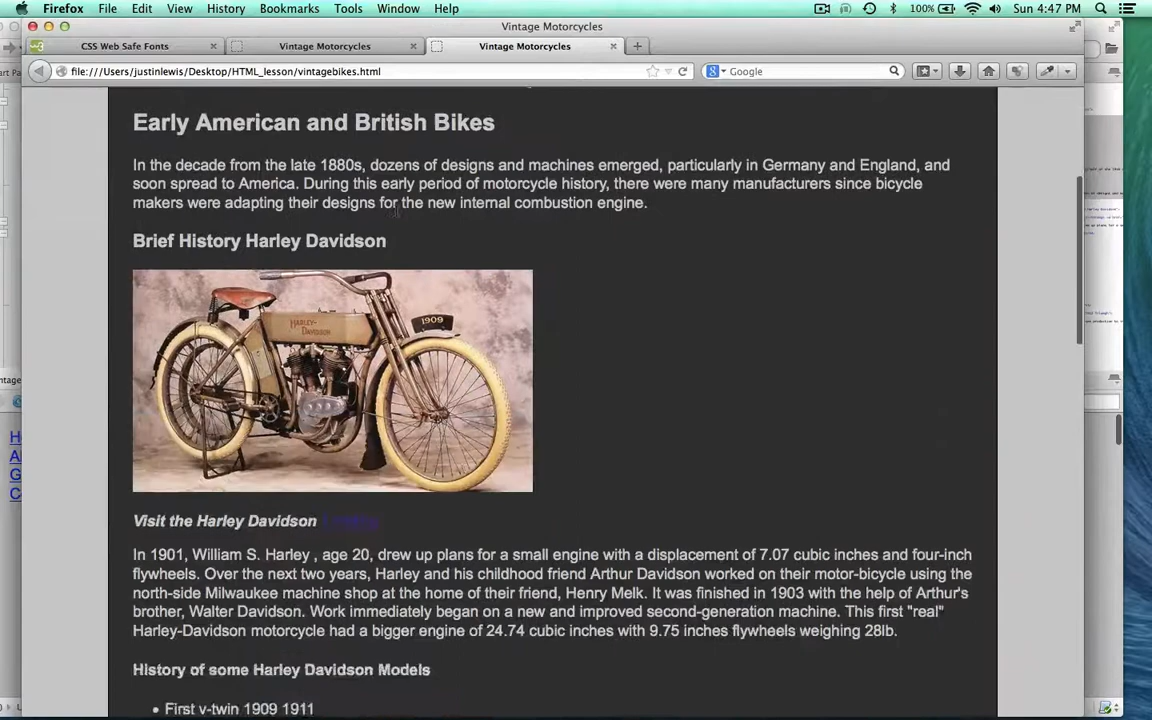 Firefox File Edit View History Bookmarks Tools Window Help 100% Sun 4:47 PM
Vintage Motorcycles
CSS Web Safe Fonts Vintage Motorcycles Vintage Motorcycles
file:///Users/justinlewis/Desktop/HTML_lesson/vintagebikes.html Google
Early American and British Bikes
In the decade from the late 1880s, dozens of designs and machines emerged, particularly in Germany and England, and
soon spread to America. During this early period of motorcycle history, there were many manufacturers since bicycle
makers were adapting their designs for the new internal combustion engine.
Brief History Harley Davidson
HARLEY-
DAVIDSON
1909
Visit the Harley Davidson
In 1901, William S. Harley , age 20, drew up plans for a small engine with a displacement of 7.07 cubic inches and four-inch
flywheels. Over the next two years, Harley and his childhood friend Arthur Davidson worked on their motor-bicycle using the
north-side Milwaukee machine shop at the home of their friend, Henry Melk. It was finished in 1903 with the help of Arthur's
brother, Walter Davidson. Work immediately began on a new and improved second-generation machine. This first "real"
Harley-Davidson motorcycle had a bigger engine of 24.74 cubic inches with 9.75 inches flywheels weighing 28lb.
History of some Harley Davidson Models
• First v-twin 1909 1911